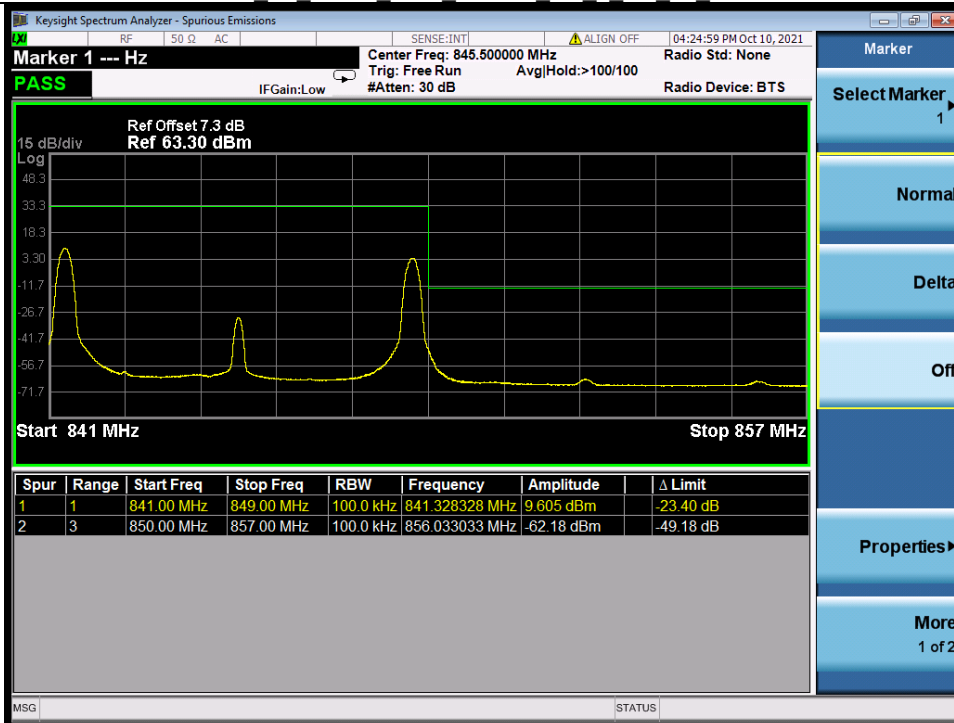 Keysight Spectrum Analyzer - Spurious Emissions
LXI RF 50 Ω AC SENSE:INT ALIGN OFF 04:24:59 PM Oct 10, 2021
Marker 1 --- Hz Center Freq: 845.500000 MHz Radio Std: None
Trig: Free Run Avg|Hold:>100/100
PASS IFGain:Low #Atten: 30 dB Radio Device: BTS
Ref Offset 7.3 dB
15 dB/div Ref 63.30 dBm
Log
48.3
33.3
18.3
3.30
-11.7
-26.7
-41.7
-56.7
-71.7
Start 841 MHz Stop 857 MHz
Spur Range Start Freq Stop Freq RBW Frequency Amplitude Δ Limit
1 1 841.00 MHz 849.00 MHz 100.0 kHz 841.328328 MHz 9.605 dBm -23.40 dB
2 3 850.00 MHz 857.00 MHz 100.0 kHz 856.033033 MHz -62.18 dBm -49.18 dB
MSG STATUS
Marker
Select Marker
1
Normal
Delta
Off
Properties
More
1 of 2